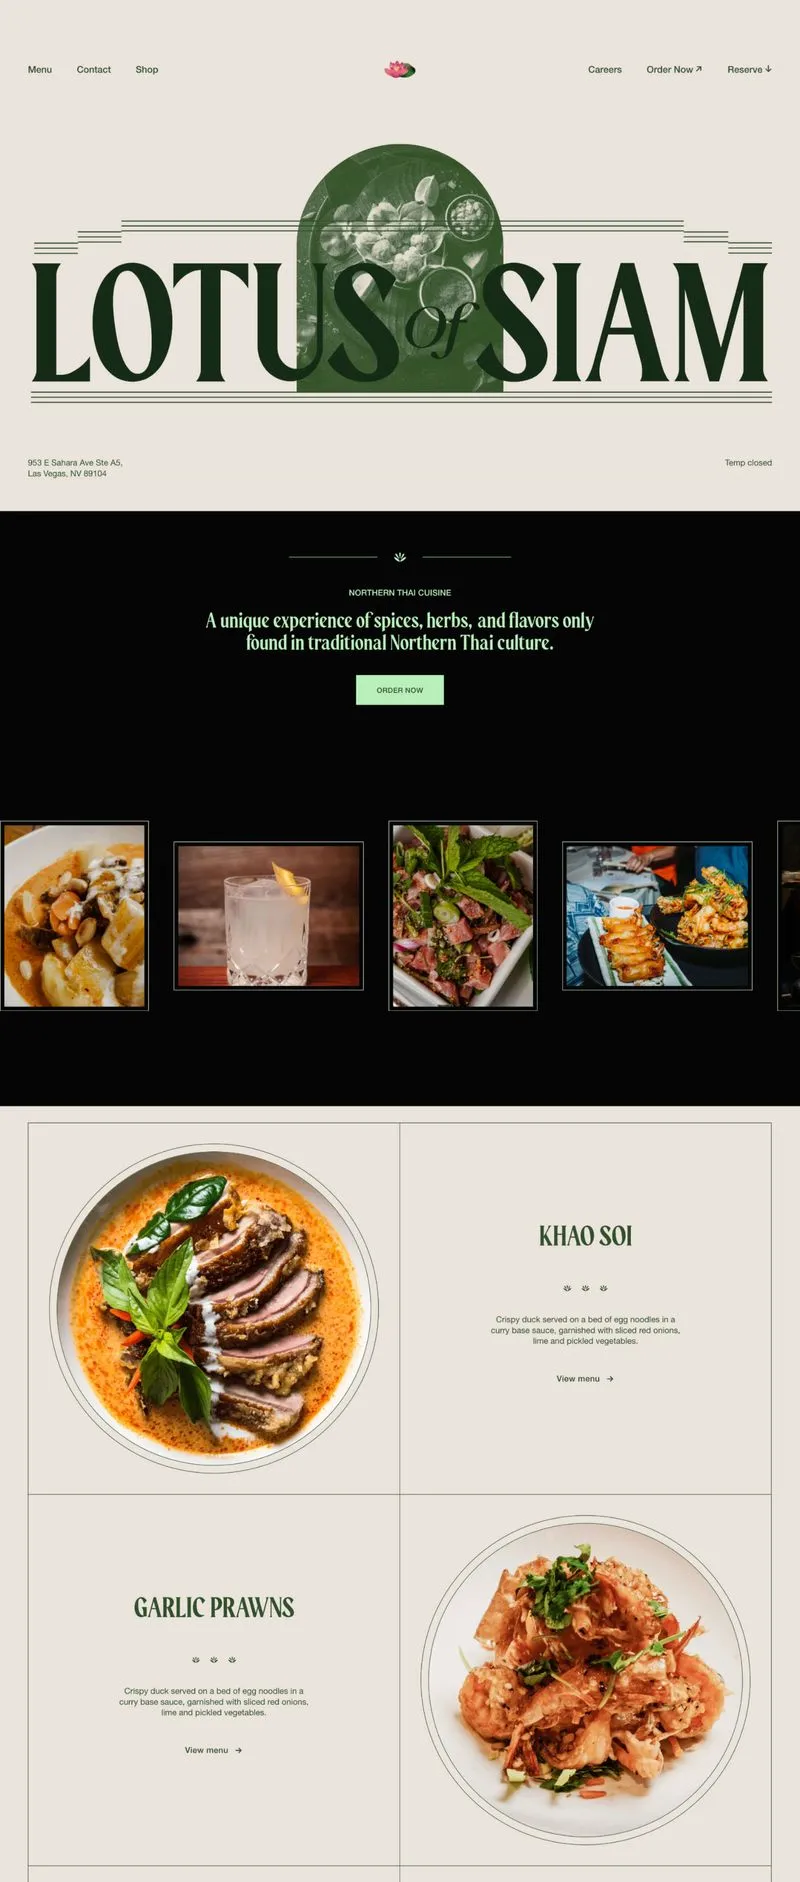 Menu Contact Shop Careers Order Now ↗ Reserve ↓
LOTUS of SIAM
953 E Sahara Ave Ste A5,
Las Vegas, NV 89104
Temp closed
NORTHERN THAI CUISINE
A unique experience of spices, herbs, and flavors only
found in traditional Northern Thai culture.
ORDER NOW
KHAO SOI
Crispy duck served on a bed of egg noodles in a
curry base sauce, garnished with sliced red onions,
lime and pickled vegetables.
View menu →
GARLIC PRAWNS
Crispy duck served on a bed of egg noodles in a
curry base sauce, garnished with sliced red onions,
lime and pickled vegetables.
View menu →